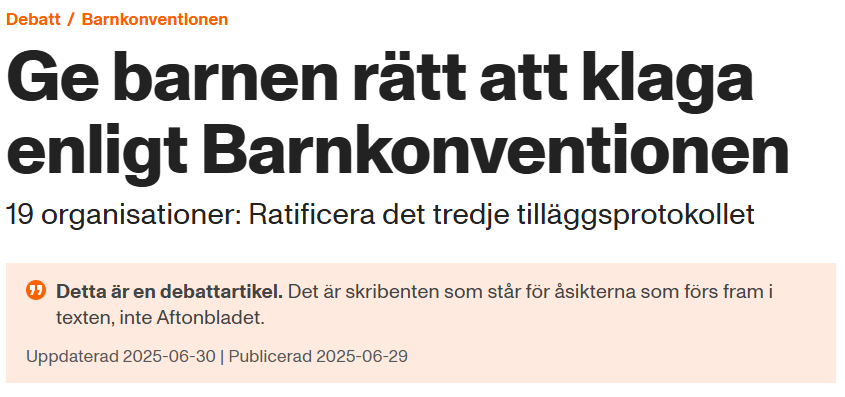 Debatt / Barnkonventionen
Ge barnen rätt att klaga
enligt Barnkonventionen
19 organisationer: Ratificera det tredje tilläggsprotokollet
Detta är en debattartikel. Det är skribenten som står för åsikterna som förs fram i
texten, inte Aftonbladet.
Uppdaterad 2025-06-30 | Publicerad 2025-06-29